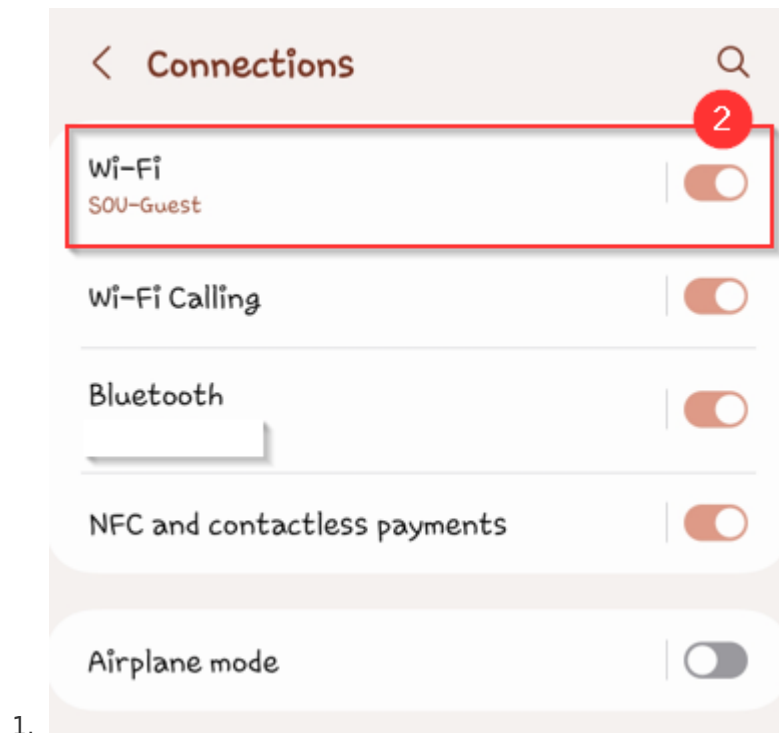 Connections
2
Wi-Fi
SOU-Guest
Wi-Fi Calling
Bluetooth
NFC and contactless payments
Airplane mode
1.